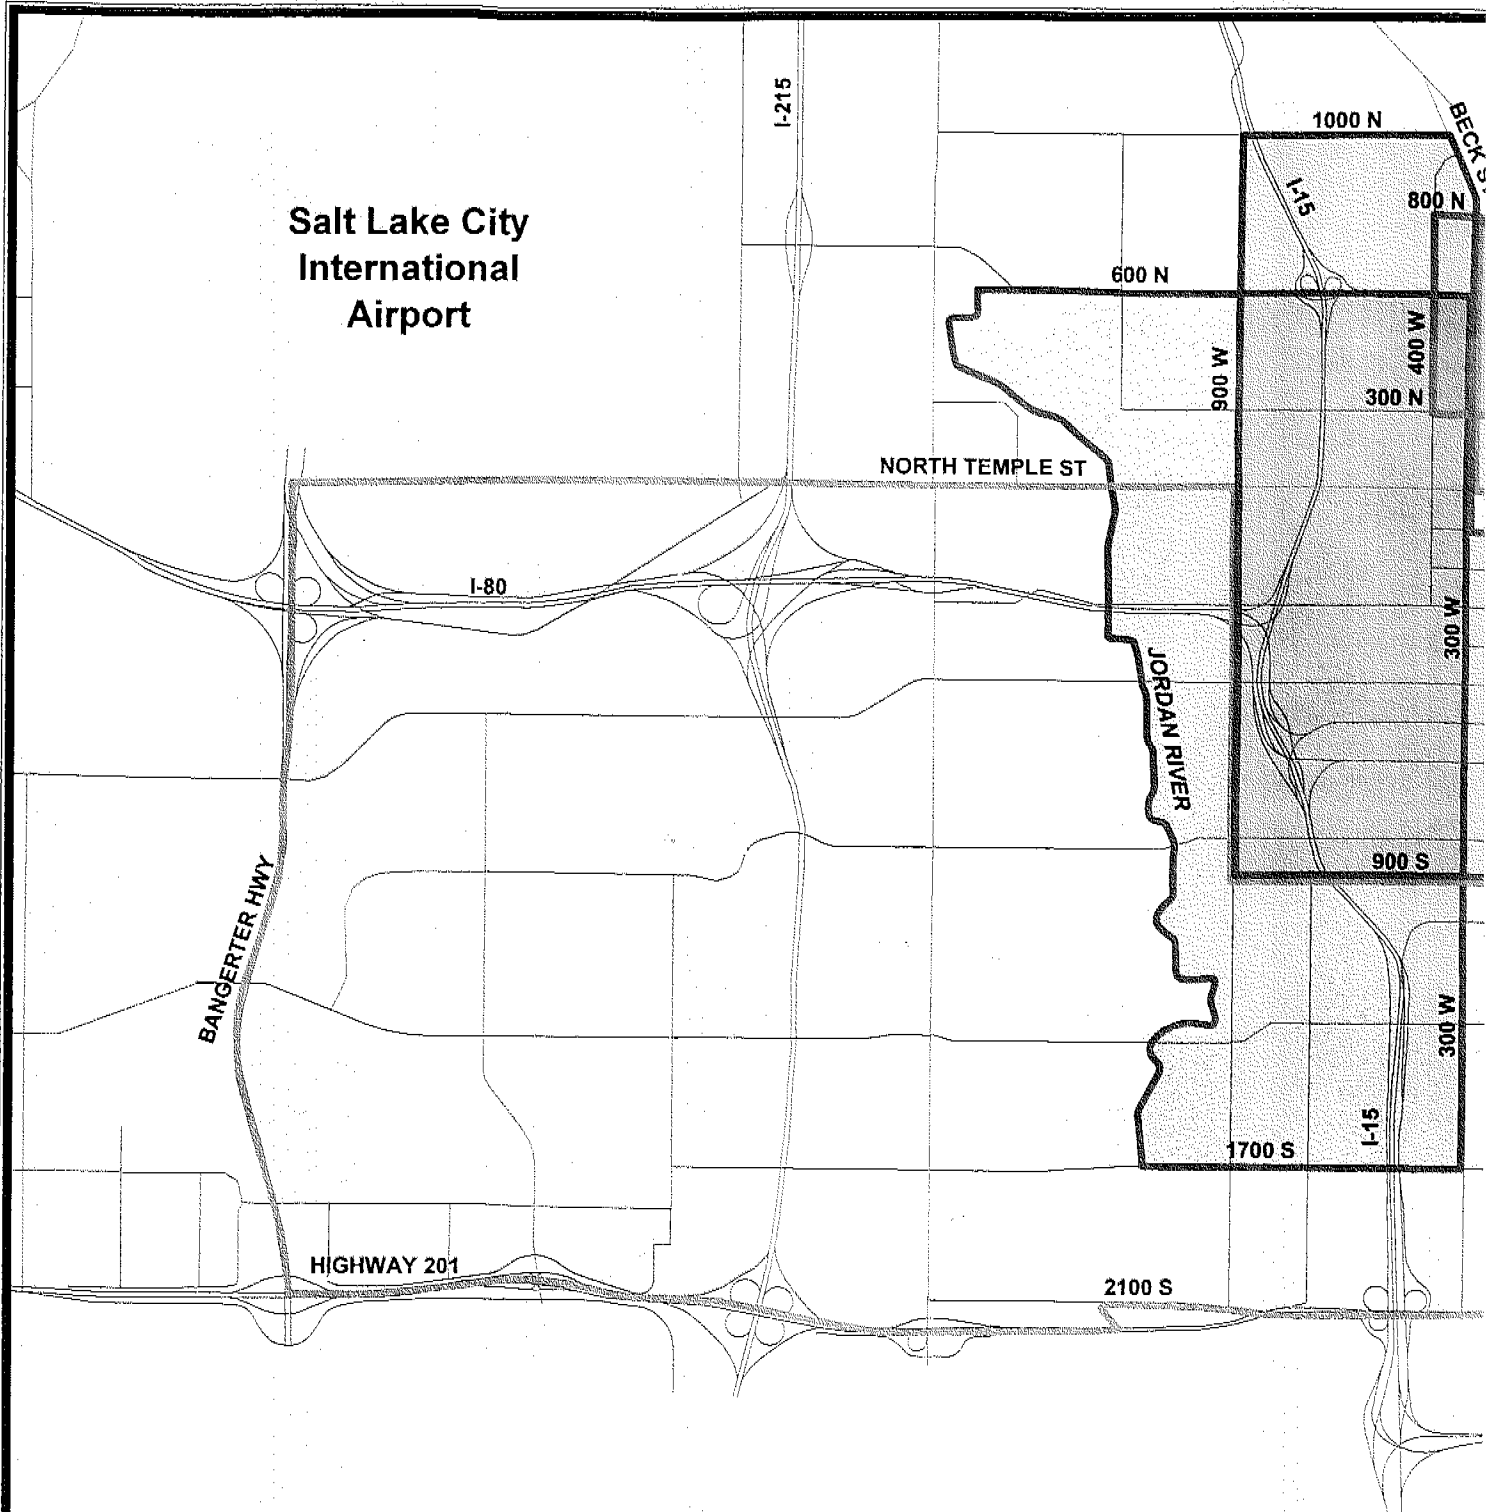 I-215
1000 N
BECK ST
I-15
800 N
Salt Lake City
International
Airport
600 N
900 W
400 W
300 N
NORTH TEMPLE ST
I-80
300 W
JORDAN RIVER
900 S
BANGERTER HWY
300 W
I-15
1700 S
HIGHWAY 201
2100 S